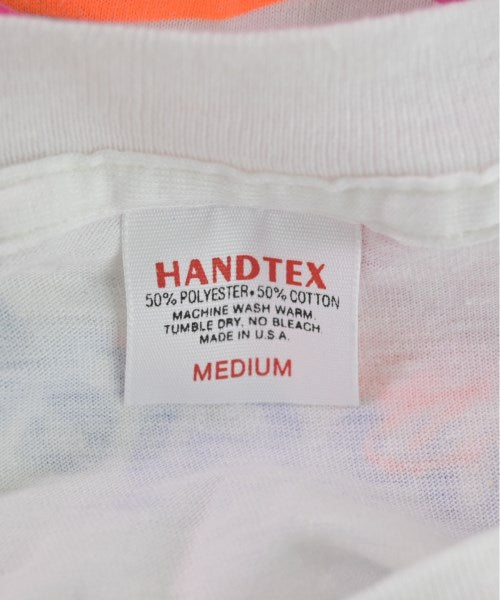 HANDTEX
50% POLYESTER • 50% COTTON
MACHINE WASH WARM.
TUMBLE DRY. NO BLEACH.
MADE IN U.S.A.
MEDIUM